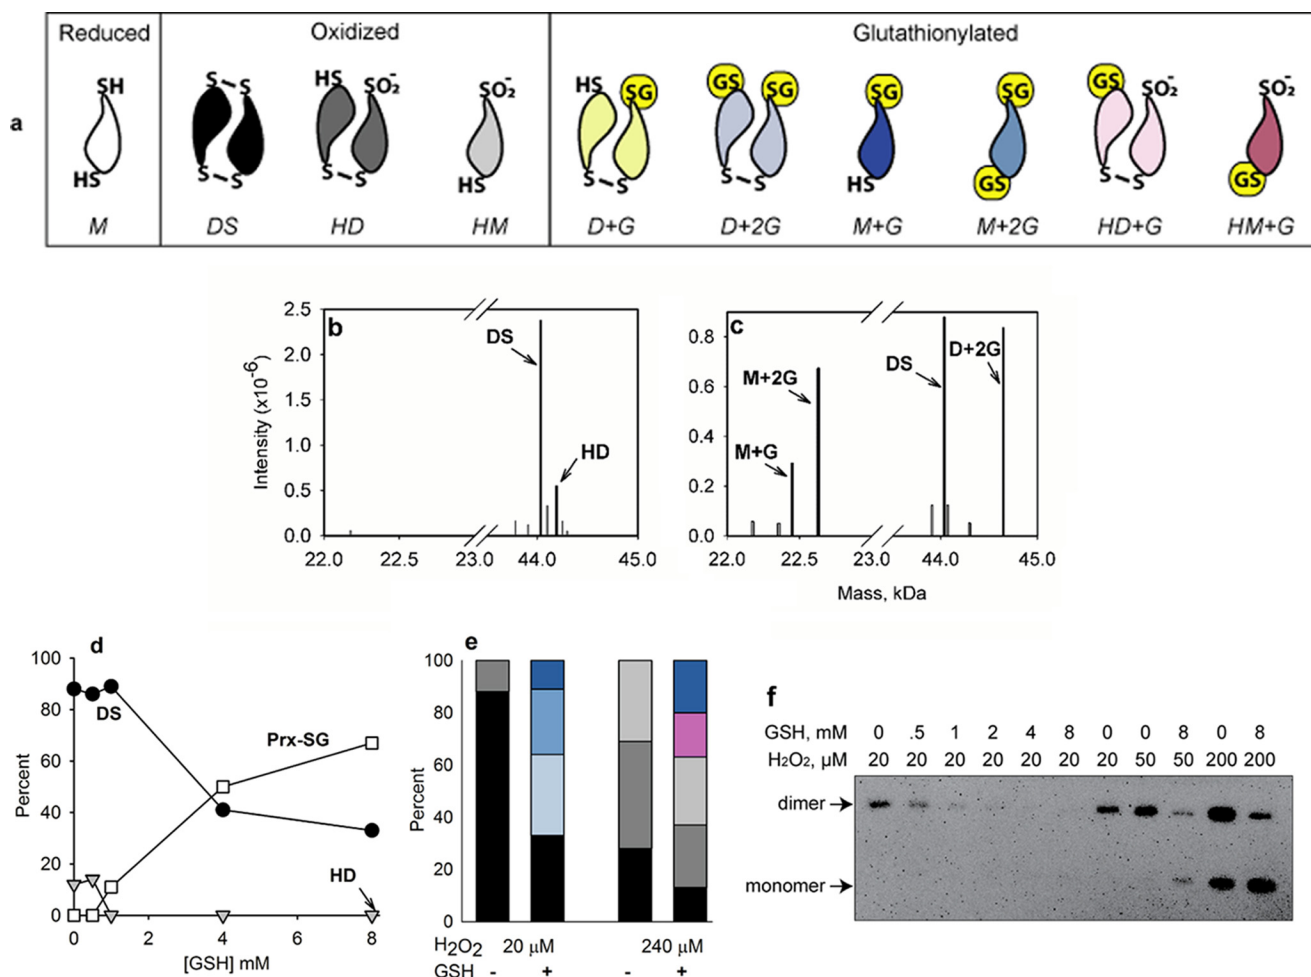 Reduced Oxidized Glutathionylated
a
SH S S HS SO₂⁻ SO₂⁻ HS SG GS SG SG SG GS SO₂⁻ SO₂⁻
HS S S S S HS S S S S HS GS S S GS
M DS HD HM D+G D+2G M+G M+2G HD+G HM+G
b
Intensity (x10⁻⁶)
2.5
2.0
1.5
1.0
0.5
0.0
DS
HD
22.0 22.5 23.0 44.0 45.0
c
0.8
0.6
0.4
0.2
0.0
M+2G
M+G
DS
D+2G
22.0 22.5 23.0 44.0 45.0
Mass, kDa
d
Percent
100
80
60
40
20
0
DS
Prx-SG
HD
0 2 4 6 8
[GSH] mM
e
Percent
100
80
60
40
20
0
H₂O₂ 20 µM 240 µM
GSH - + - +
f
GSH, mM 0 .5 1 2 4 8 0 0 8 0 8
H₂O₂, µM 20 20 20 20 20 20 20 50 50 200 200
dimer
monomer